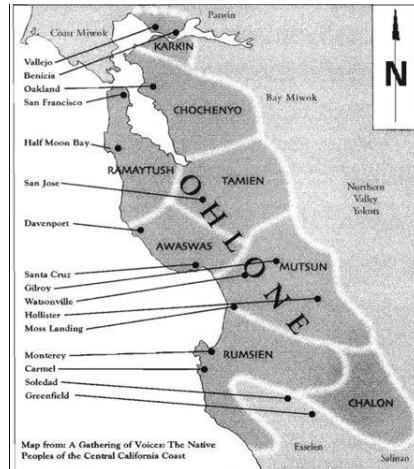 Coast Miwok
Patwin
KARKIN
Vallejo
Benicia
Oakland
San Francisco
N
CHOCHENYO
Bay Miwok
Half Moon Bay
RAMAYTUSH
TAMIEN
San Jose
Northern
Valley
Yokuts
OHLONE
Davenport
AWASWAS
MUTSUN
Santa Cruz
Gilroy
Watsonville
Hollister
Moss Landing
RUMSIEN
Monterey
Carmel
Soledad
Greenfield
CHALON
Esselen
Salinan
Map from: A Gathering of Voices: The Native
Peoples of the Central California Coast